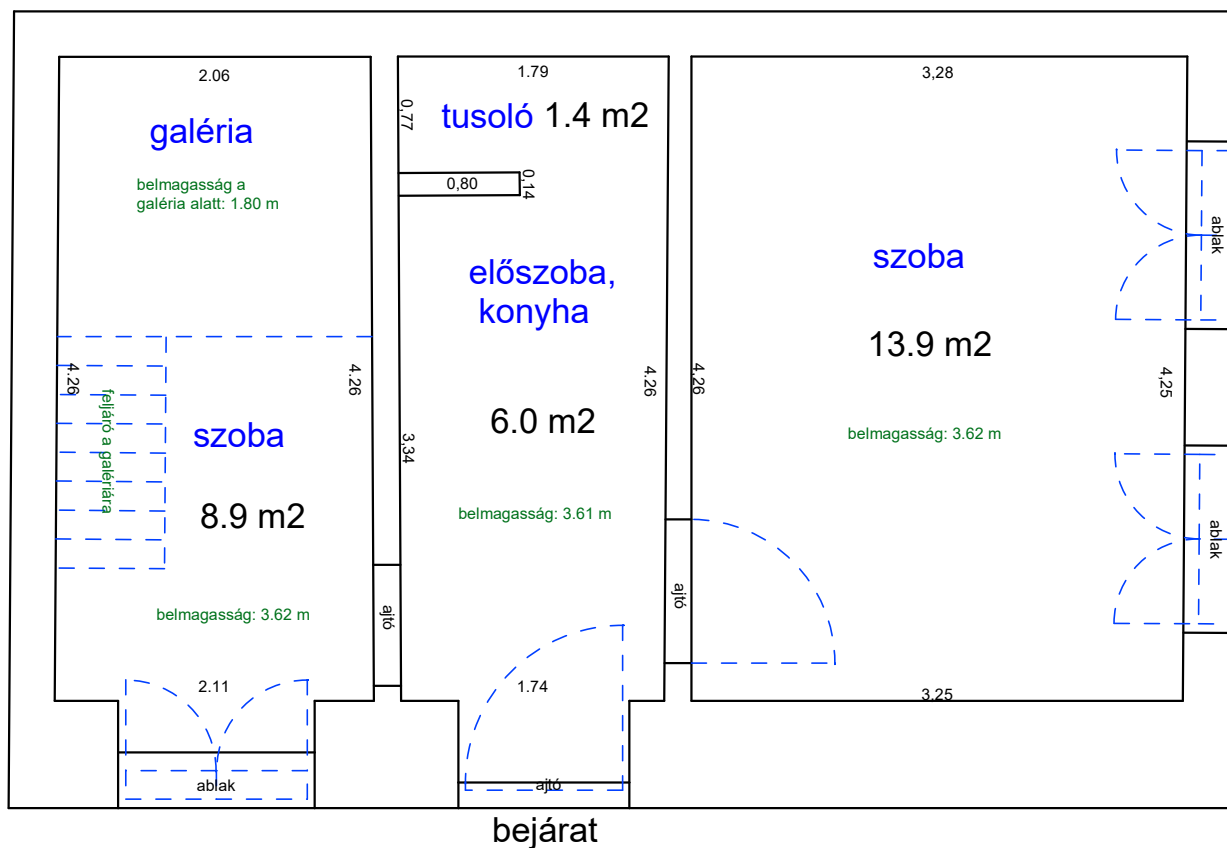 2.06
galéria
belmagasság a
galéria alatt: 1.80 m
4.26
4.26
feljáró a galériára
szoba
8.9 m2
belmagasság: 3.62 m
2.11
ablak
1.79
0,77
tusoló 1.4 m2
0,80
0,14
előszoba,
konyha
4.26
6.0 m2
3,34
belmagasság: 3.61 m
ajtó
1.74
ajtó
bejárat
3,28
szoba
13.9 m2
4,26
4,25
belmagasság: 3.62 m
ajtó
3.25
ablak
ablak